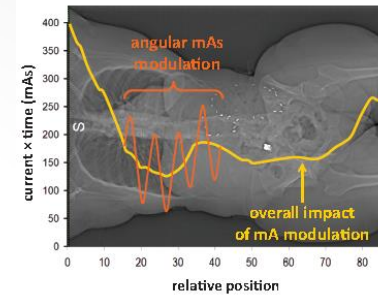 400
350
300
250
200
150
100
50
0
current × time (mAs)
angular mAs
modulation
S
overall impact
of mA modulation
0 10 20 30 40 50 60 70 80
relative position